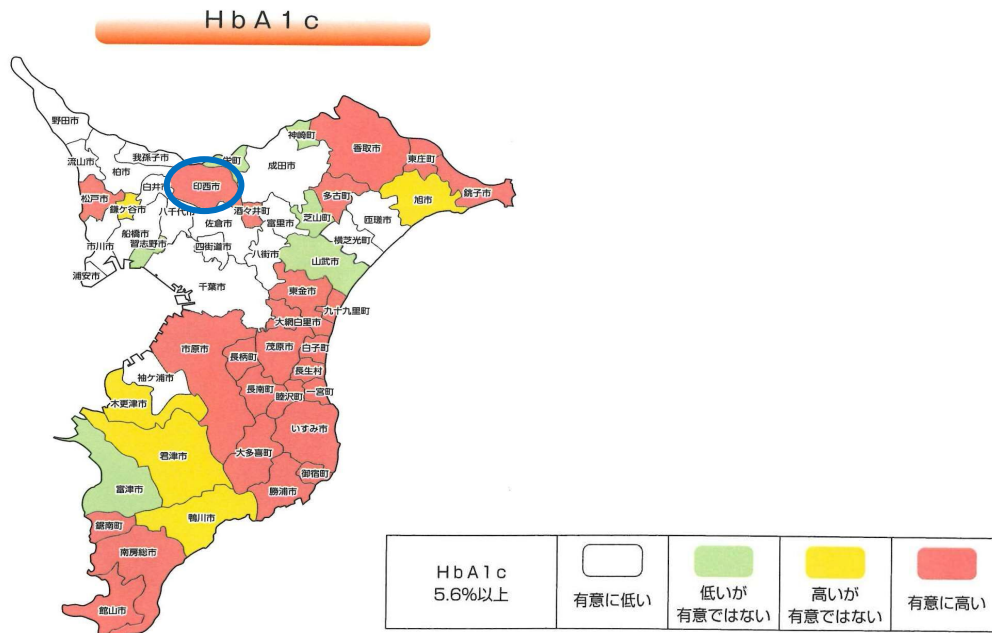 HbA1c
野田市
流山市
柏市
我孫子市
白井市
印西市
栄町
成田市
神崎町
香取市
東庄町
銚子市
旭市
多古町
匝瑳市
横芝光町
芝山町
松戸市
鎌ケ谷市
八千代市
佐倉市
酒々井町
富里市
船橋市
習志野市
四街道市
八街市
山武市
市川市
浦安市
千葉市
東金市
九十九里町
大網白里市
市原市
長柄町
茂原市
白子町
長生村
袖ケ浦市
長南町
睦沢町
一宮町
木更津市
いすみ市
君津市
大多喜町
御宿町
富津市
勝浦市
鴨川市
鋸南町
南房総市
館山市
HbA1c
5.6%以上
有意に低い
低いが
有意ではない
高いが
有意ではない
有意に高い